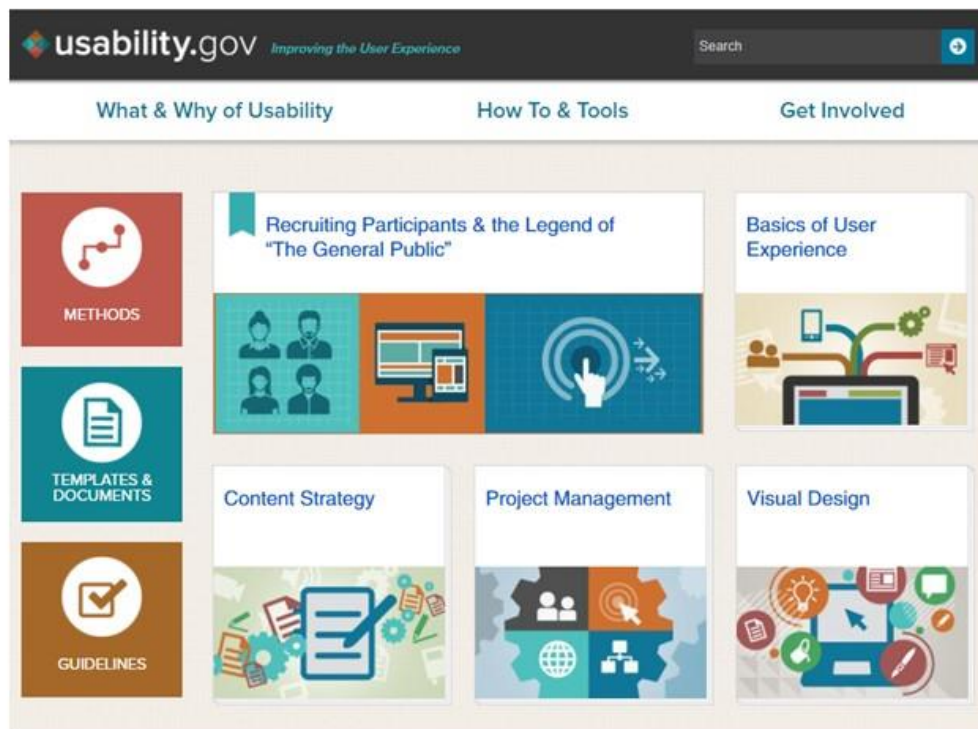 usability.gov Improving the User Experience
Search
What & Why of Usability
How To & Tools
Get Involved
METHODS
TEMPLATES &
DOCUMENTS
GUIDELINES
Recruiting Participants & the Legend of
“The General Public”
Basics of User
Experience
Content Strategy
Project Management
Visual Design